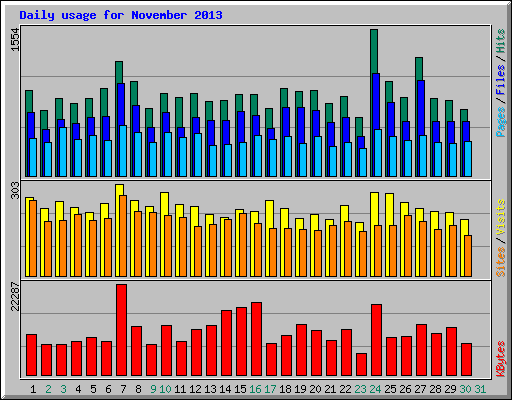 Daily usage for November 2013
1554
Pages / Files / Hits
303
Sites / Visits
22287
KBytes
1 2 3 4 5 6 7 8 9 10 11 12 13 14 15 16 17 18 19 20 21 22 23 24 25 26 27 28 29 30 31